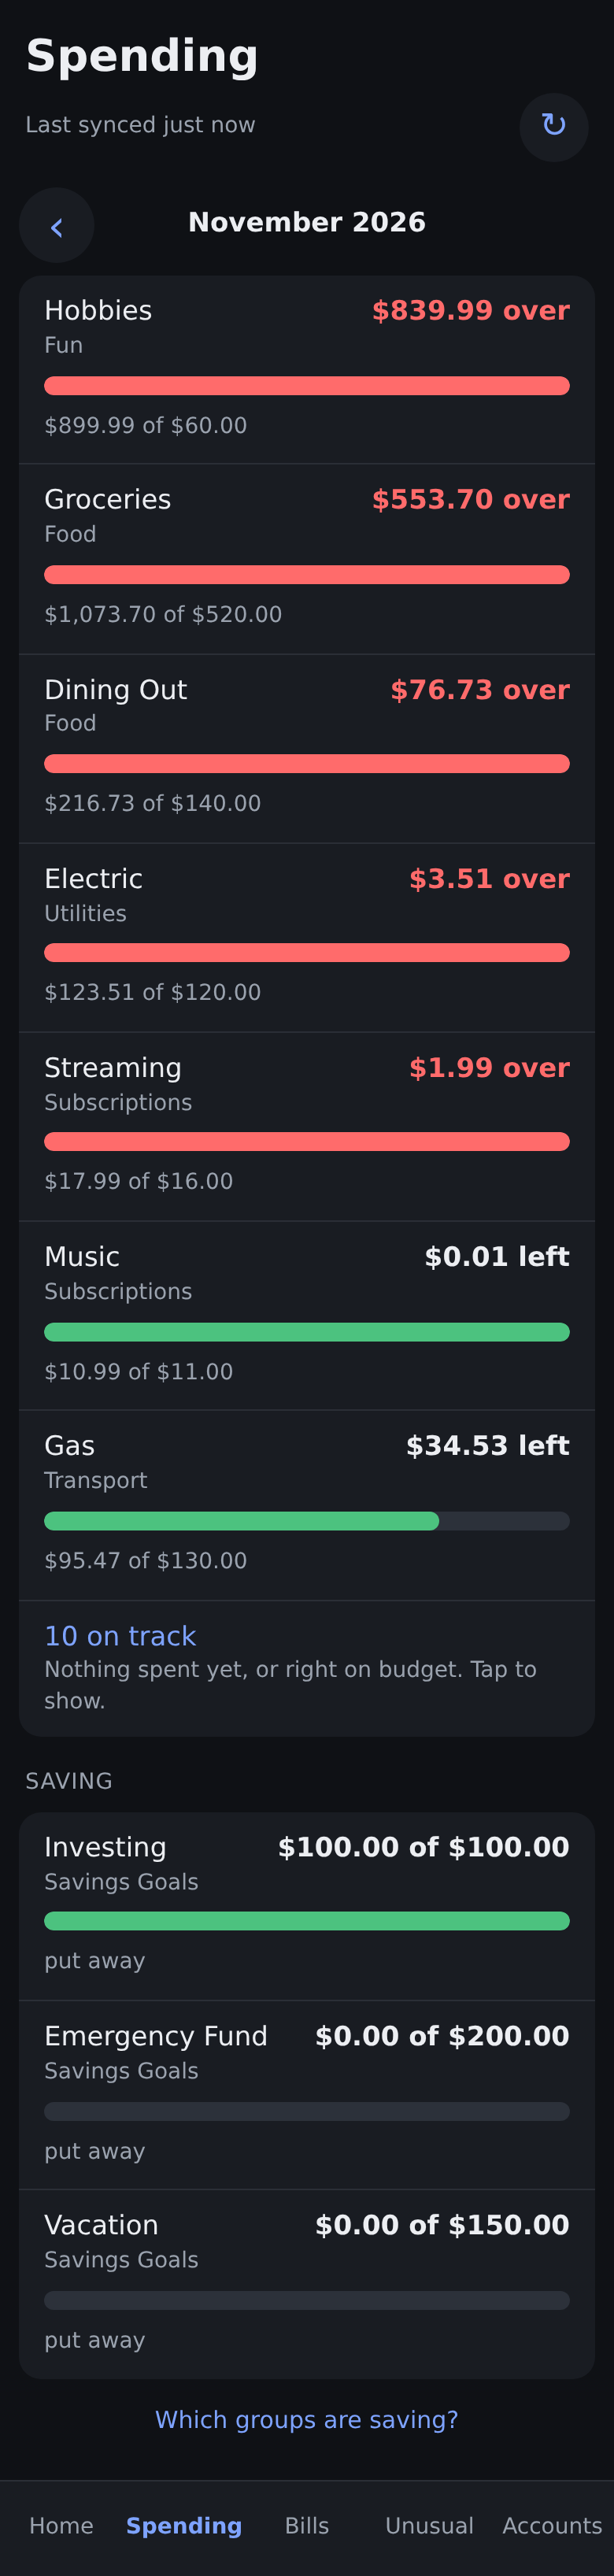 Spending
Last synced just now
↻
‹
November 2026
Hobbies
$839.99 over
Fun
$899.99 of $60.00
Groceries
$553.70 over
Food
$1,073.70 of $520.00
Dining Out
$76.73 over
Food
$216.73 of $140.00
Electric
$3.51 over
Utilities
$123.51 of $120.00
Streaming
$1.99 over
Subscriptions
$17.99 of $16.00
Music
$0.01 left
Subscriptions
$10.99 of $11.00
Gas
$34.53 left
Transport
$95.47 of $130.00
10 on track
Nothing spent yet, or right on budget. Tap to
show.
SAVING
Investing
$100.00 of $100.00
Savings Goals
put away
Emergency Fund
$0.00 of $200.00
Savings Goals
put away
Vacation
$0.00 of $150.00
Savings Goals
put away
Which groups are saving?
Home
Spending
Bills
Unusual
Accounts